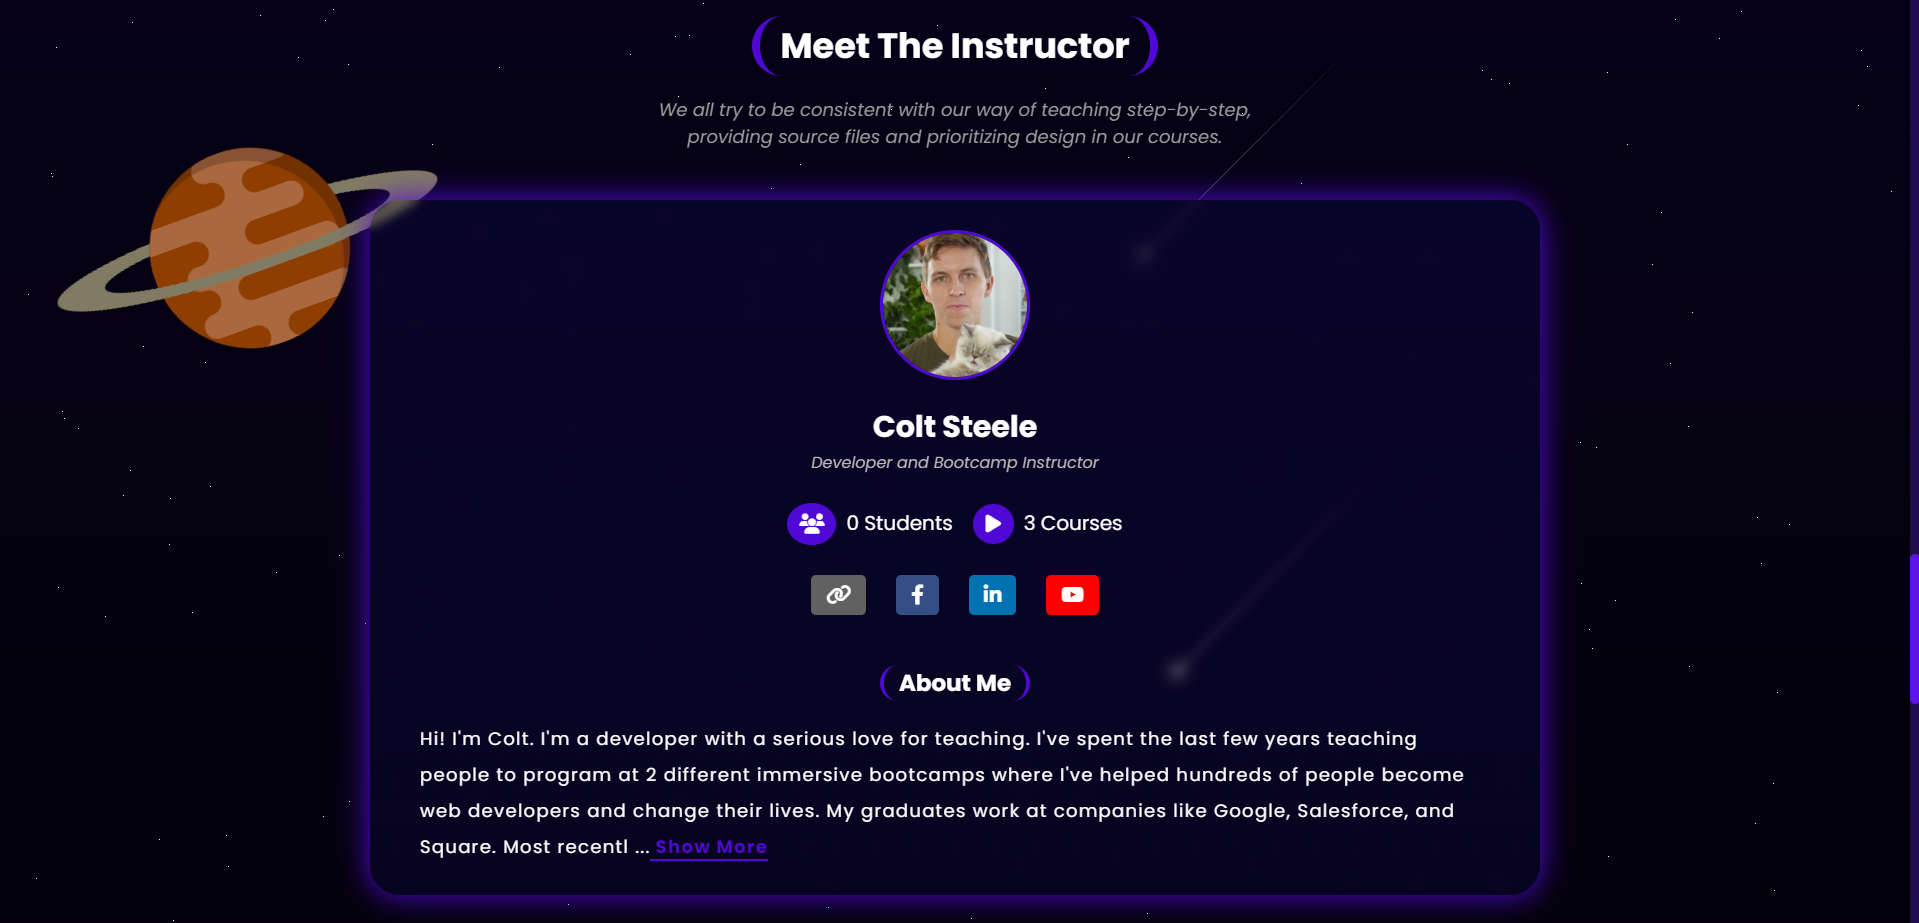 Meet The Instructor
We all try to be consistent with our way of teaching step-by-step,
providing source files and prioritizing design in our courses.
Colt Steele
Developer and Bootcamp Instructor
0 Students
3 Courses
in
About Me
Hi! I'm Colt. I'm a developer with a serious love for teaching. I've spent the last few years teaching
people to program at 2 different immersive bootcamps where I've helped hundreds of people become
web developers and change their lives. My graduates work at companies like Google, Salesforce, and
Square. Most recentl ... Show More